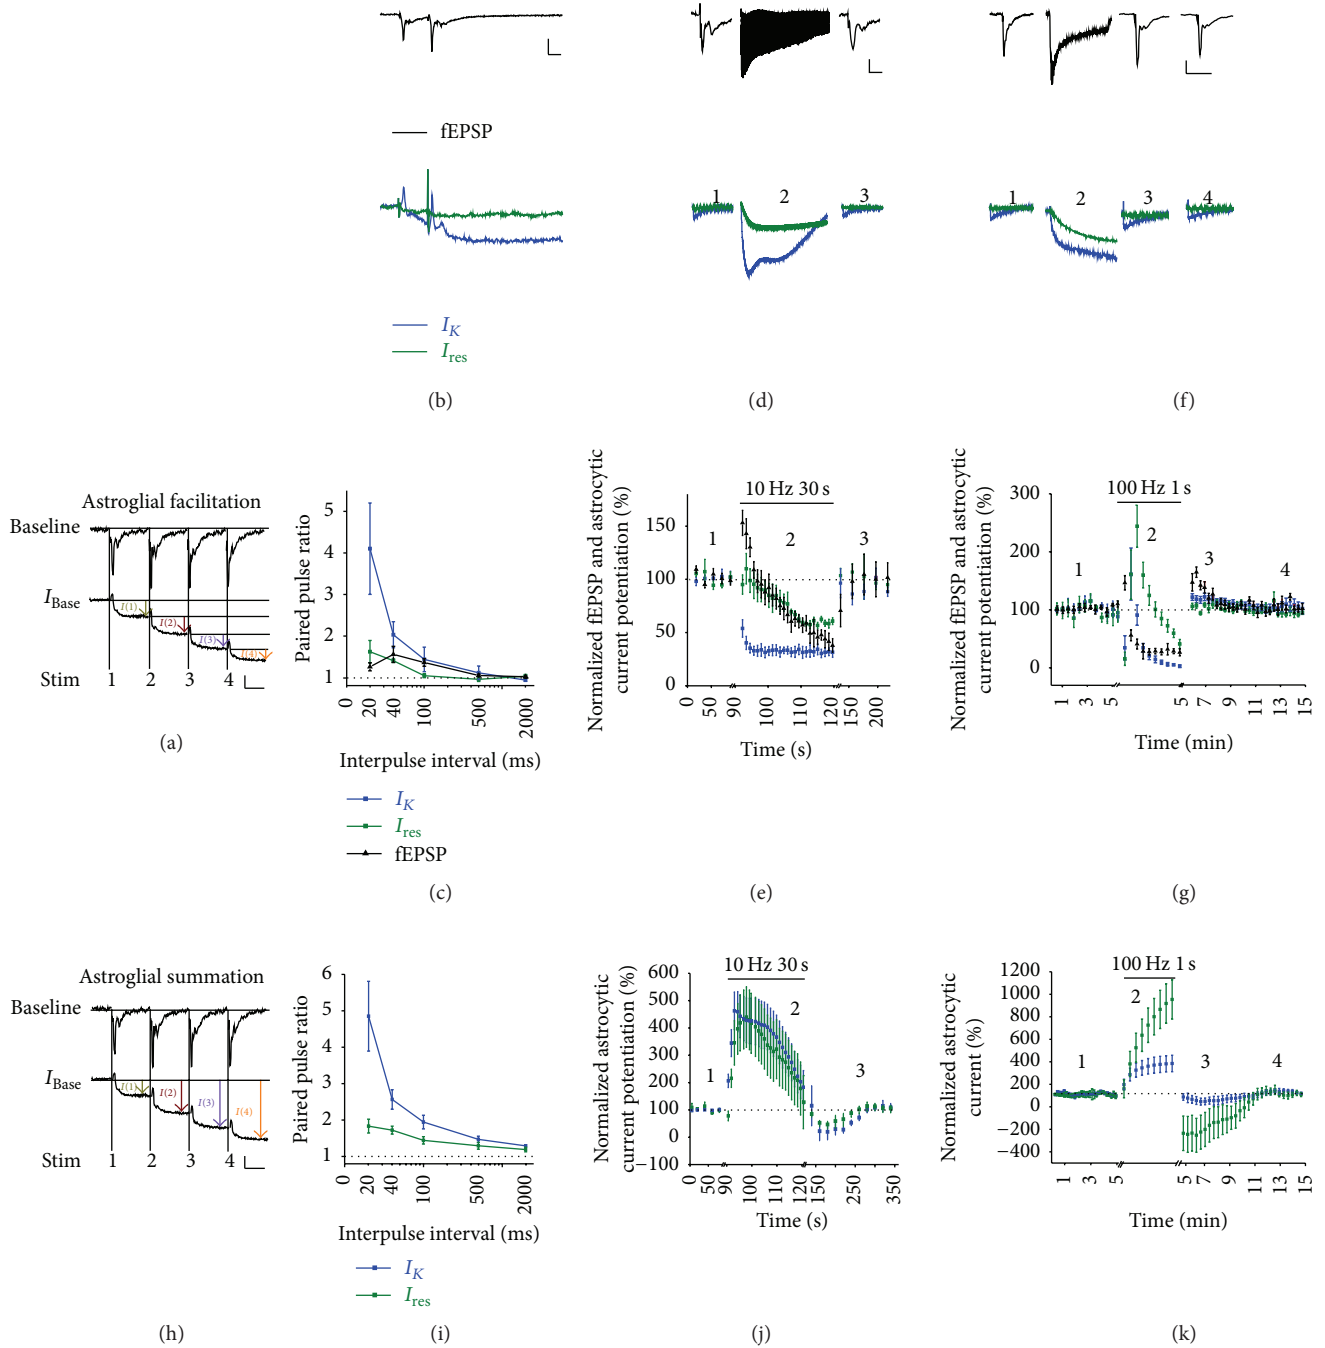 fEPSP
1 2 3
1 2 3 4
I_K
I_res
(b)
(d)
(f)
Astroglial facilitation
Baseline
I_Base
I(1)
I(2)
I(3)
I(4)
Stim 1 2 3 4
(a)
Paired pulse ratio
5
4
3
2
1
0 20 40 100 500 2000
Interpulse interval (ms)
I_K
I_res
fEPSP
(c)
Normalized fEPSP and astrocytic
current potentiation (%)
10 Hz 30 s
150
100
50
0
1 2 3
0 50 90 100 110 120 150 200
Time (s)
(e)
Normalized fEPSP and astrocytic
current potentiation (%)
100 Hz 1 s
300
200
100
0
1 2 3 4
1 3 5 5 7 9 11 13 15
Time (min)
(g)
Astroglial summation
Baseline
I_Base
I(1)
I(2)
I(3)
I(4)
Stim 1 2 3 4
(h)
Paired pulse ratio
6
5
4
3
2
1
0 20 40 100 500 2000
Interpulse interval (ms)
I_K
I_res
(i)
Normalized astrocytic
current potentiation (%)
10 Hz 30 s
600
500
400
300
200
100
0
−100
1 2 3
0 50 90 100 110 120 150 250 350
Time (s)
(j)
Normalized astrocytic
current (%)
100 Hz 1 s
1200
1000
800
600
400
200
0
−200
−400
1 2 3 4
1 3 5 5 7 9 11 13 15
Time (min)
(k)